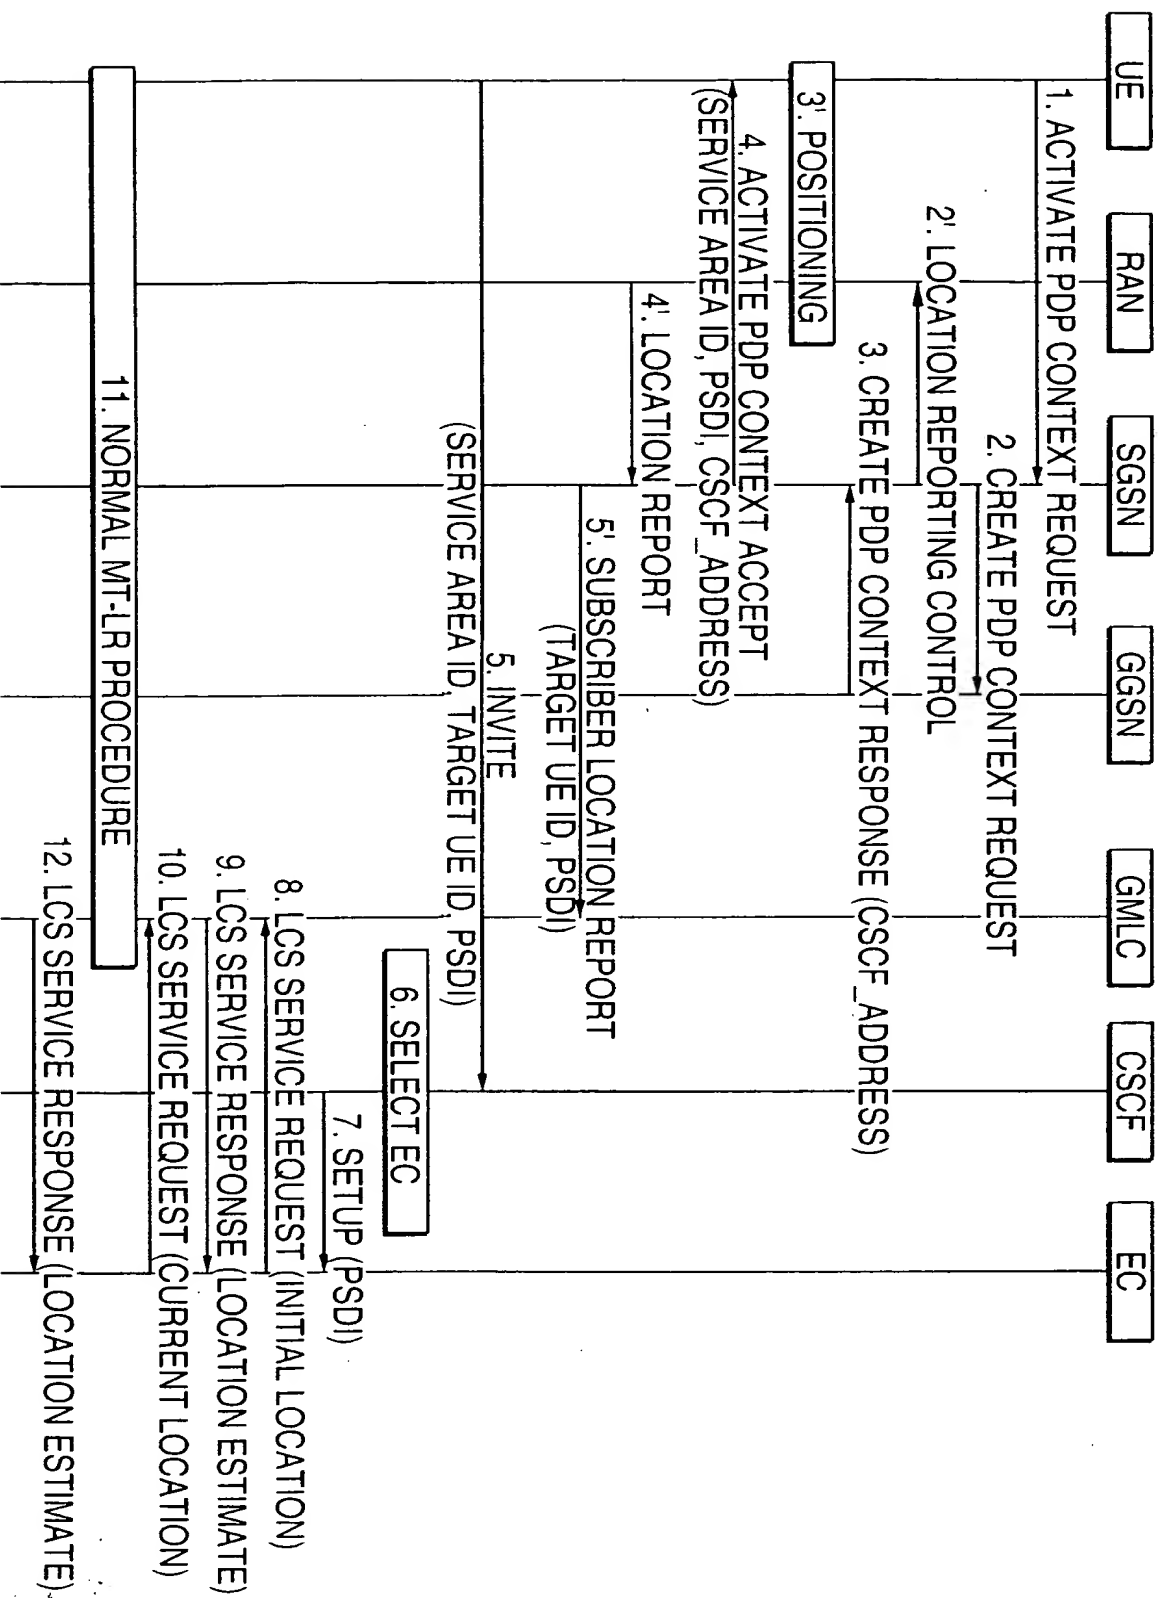 UE
RAN
SGSN
GGSN
GMLC
CSCF
EC
1. ACTIVATE PDP CONTEXT REQUEST
2. CREATE PDP CONTEXT REQUEST
2'. LOCATION REPORTING CONTROL
3. CREATE PDP CONTEXT RESPONSE (CSCF_ADDRESS)
3'. POSITIONING
4. ACTIVATE PDP CONTEXT ACCEPT
(SERVICE AREA ID, PSDI, CSCF_ADDRESS)
4'. LOCATION REPORT
5'. SUBSCRIBER LOCATION REPORT
(TARGET UE ID, PSDI)
5. INVITE
(SERVICE AREA ID, TARGET UE ID, PSDI)
6. SELECT EC
7. SETUP (PSDI)
8. LCS SERVICE REQUEST (INITIAL LOCATION)
9. LCS SERVICE RESPONSE (LOCATION ESTIMATE)
10. LCS SERVICE REQUEST (CURRENT LOCATION)
11. NORMAL MT-LR PROCEDURE
12. LCS SERVICE RESPONSE (LOCATION ESTIMATE)